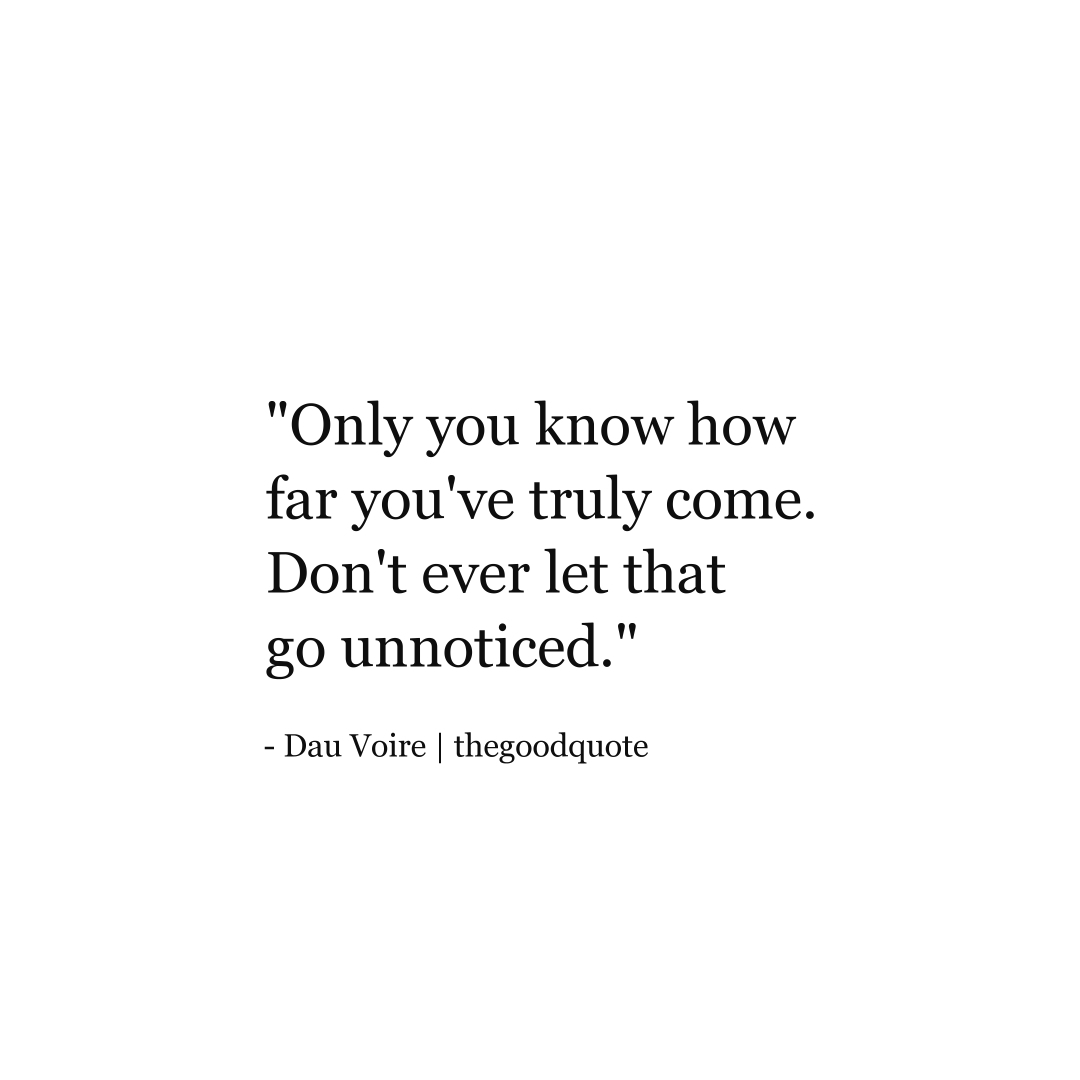 "Only you know how
far you've truly come.
Don't ever let that
go unnoticed."
- Dau Voire | thegoodquote